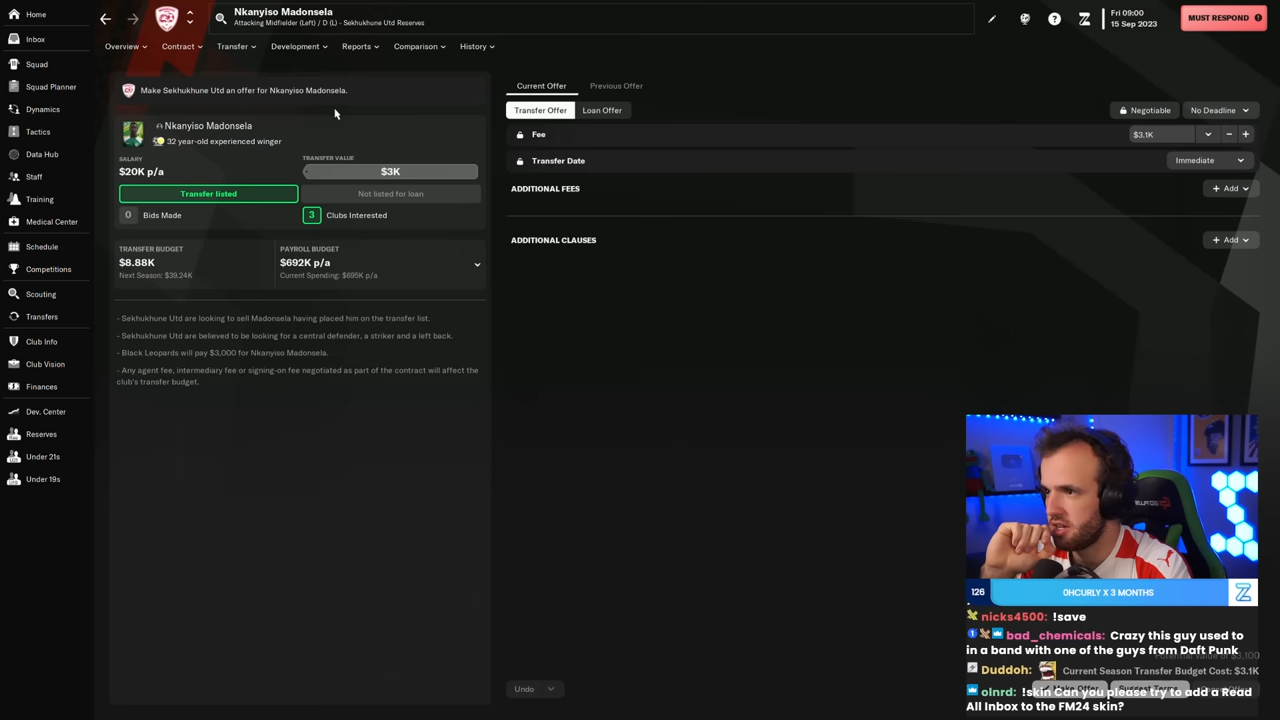 Home
Inbox
Squad
Squad Planner
Dynamics
Tactics
Data Hub
Staff
Training
Medical Center
Schedule
Competitions
Scouting
Transfers
Club Info
Club Vision
Finances
Dev. Center
Reserves
Under 21s
Under 19s
Nkanyiso Madonsela
Attacking Midfielder (Left) / D (L) - Sekhukhune Utd Reserves
Fri 09:00
15 Sep 2023
MUST RESPOND
Overview
Contract
Transfer
Development
Reports
Comparison
History
Make Sekhukhune Utd an offer for Nkanyiso Madonsela.
Nkanyiso Madonsela
32 year-old experienced winger
SALARY
$20K p/a
TRANSFER VALUE
$3K
Transfer listed
Not listed for loan
0 Bids Made
3 Clubs Interested
TRANSFER BUDGET
$8.88K
Next Season: $39.24K
PAYROLL BUDGET
$692K p/a
Current Spending: $695K p/a
- Sekhukhune Utd are looking to sell Madonsela having placed him on the transfer list.
- Sekhukhune Utd are believed to be looking for a central defender, a striker and a left back.
- Black Leopards will pay $3,000 for Nkanyiso Madonsela.
- Any agent fee, intermediary fee or signing-on fee negotiated as part of the contract will affect
the club's transfer budget.
Current Offer
Previous Offer
Transfer Offer
Loan Offer
Negotiable
No Deadline
Fee
$3.1K
Transfer Date
Immediate
ADDITIONAL FEES
Add
ADDITIONAL CLAUSES
Add
Undo
126
0HCURLY X 3 MONTHS
nicks4500: !save
bad_chemicals: Crazy this guy used to
in a band with one of the guys from Daft Punk
Potential value of $3,100
Duddoh:
Current Season Transfer Budget Cost: $3.1K
Make Offer
Suggest Terms
olnrd: !skin Can you please try to add a Read
All Inbox to the FM24 skin?